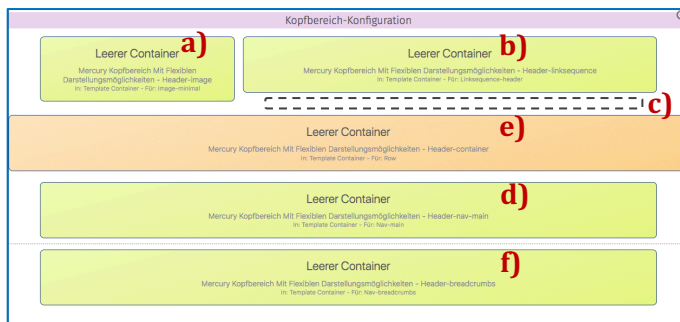 Kopfbereich-Konfiguration
Leerer Container a)
Mercury Kopfbereich Mit Flexiblen
Darstellungsmöglichkeiten - Header-image
In: Template Container - Für: Image-minimal
Leerer Container b)
Mercury Kopfbereich Mit Flexiblen Darstellungsmöglichkeiten - Header-linksequence
In: Template Container - Für: Linksequence-header
c)
Leerer Container e)
Mercury Kopfbereich Mit Flexiblen Darstellungsmöglichkeiten - Header-container
In: Template Container - Für: Row
Leerer Container d)
Mercury Kopfbereich Mit Flexiblen Darstellungsmöglichkeiten - Header-nav-main
In: Template Container - Für: Nav-main
Leerer Container f)
Mercury Kopfbereich Mit Flexiblen Darstellungsmöglichkeiten - Header-breadcrumbs
In: Template Container - Für: Nav-breadcrumbs